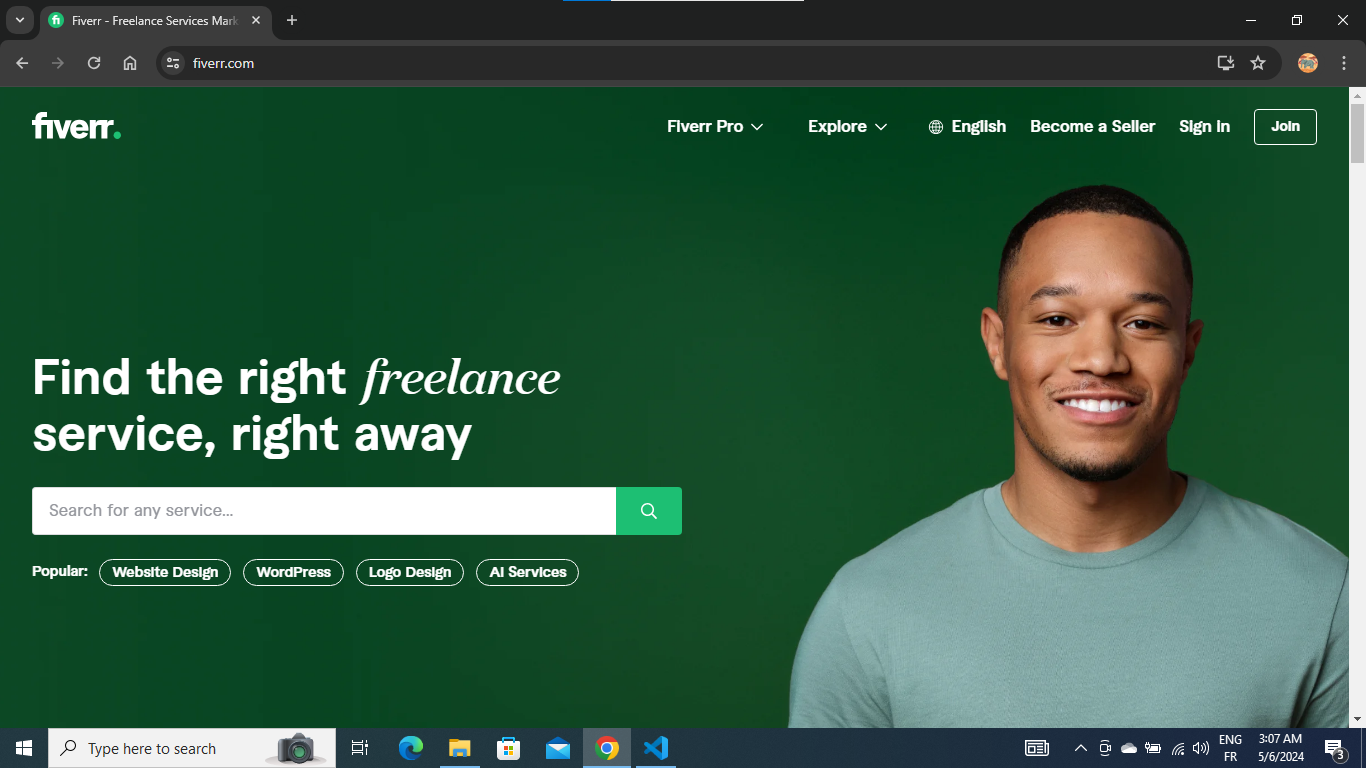 Fiverr - Freelance Services Mark
fiverr.com
fiverr.
Fiverr Pro Explore English Become a Seller Sign in Join
Find the right freelance
service, right away
Search for any service...
Popular: Website Design WordPress Logo Design AI Services
Type here to search
ENG
FR
3:07 AM
5/6/2024
3